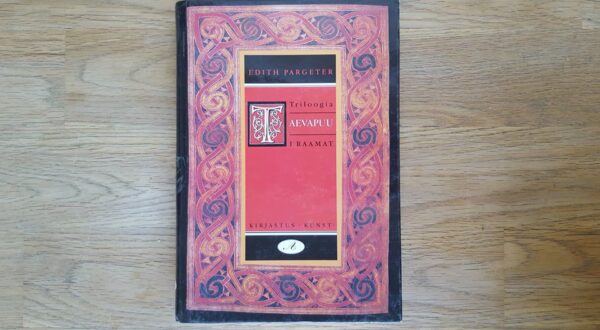 EDITH PARGETER
Triloogia
TAEVAPUU
I RAAMAT
KIRJASTUS · KUNST
A